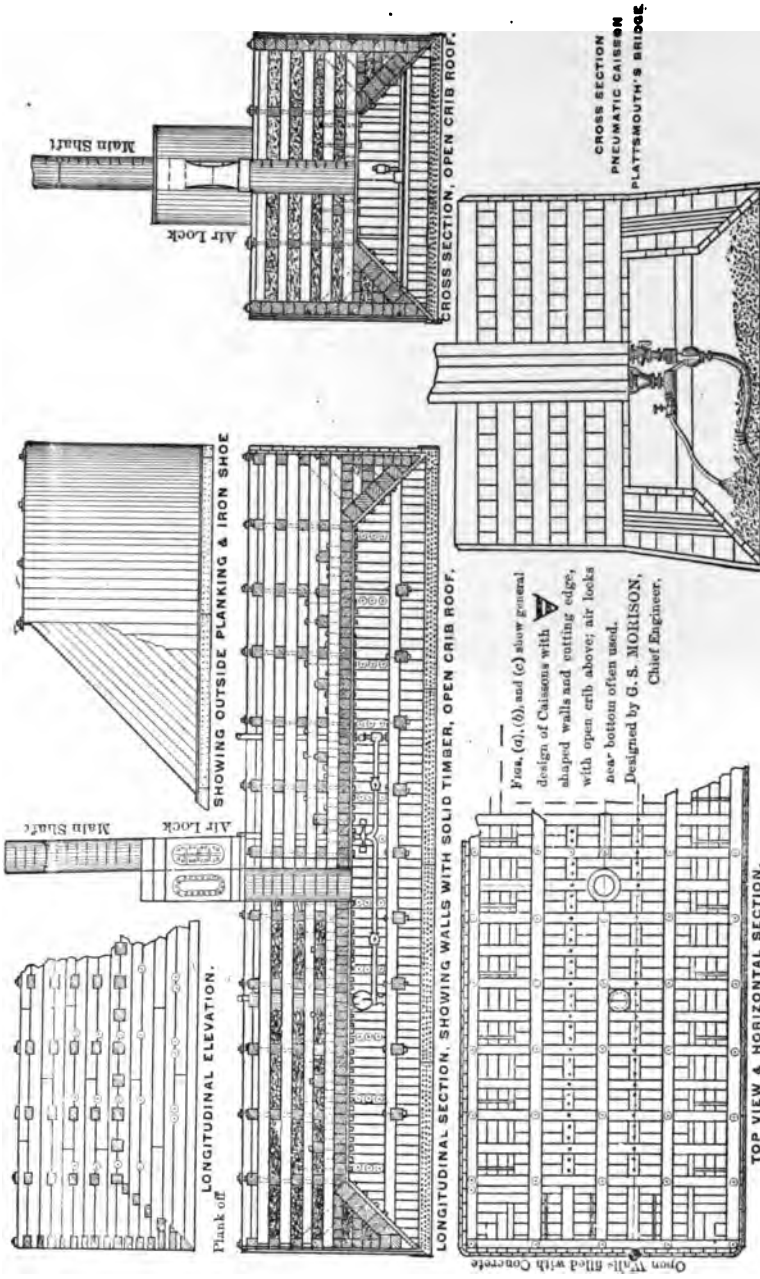 LONGITUDINAL ELEVATION.
Plank off
Main Shaft
Air Lock
SHOWING OUTSIDE PLANKING & IRON SHOE
LONGITUDINAL SECTION, SHOWING WALLS WITH SOLID TIMBER, OPEN CRIB ROOF,
Main Shaft
Air Lock
CROSS SECTION, OPEN CRIB ROOF.
Open Walls filled with Concrete
TOP VIEW & HORIZONTAL SECTION.
FIGS. (a), (b), and (c) show general
design of Caissons with
shaped walls and cutting edge,
with open crib above; air locks
near bottom often used.
Designed by G. S. MORISON,
Chief Engineer.
CROSS SECTION
PNEUMATIC CAISSON
PLATTSMOUTH'S BRIDGE.